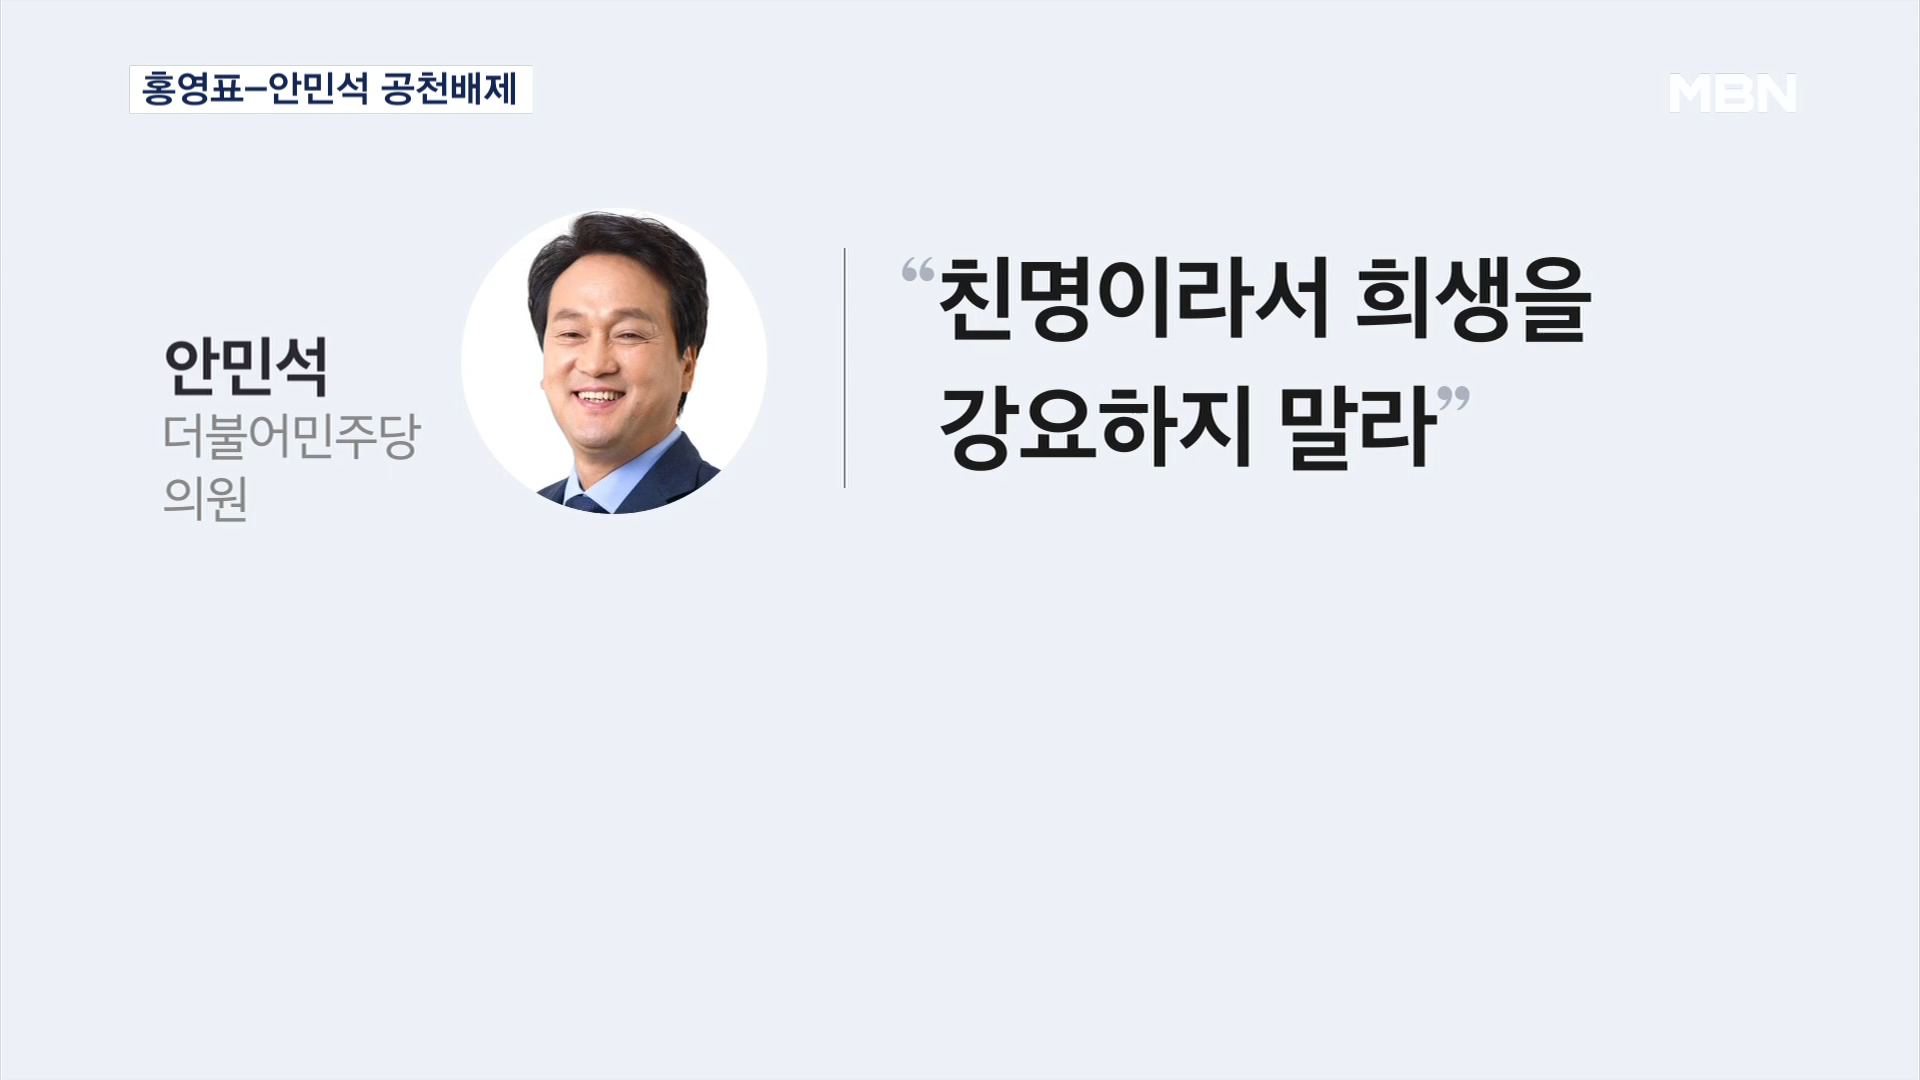 홍영표-안민석 공천배제
MBN
안민석
더불어민주당
의원
“친명이라서 희생을
강요하지 말라”